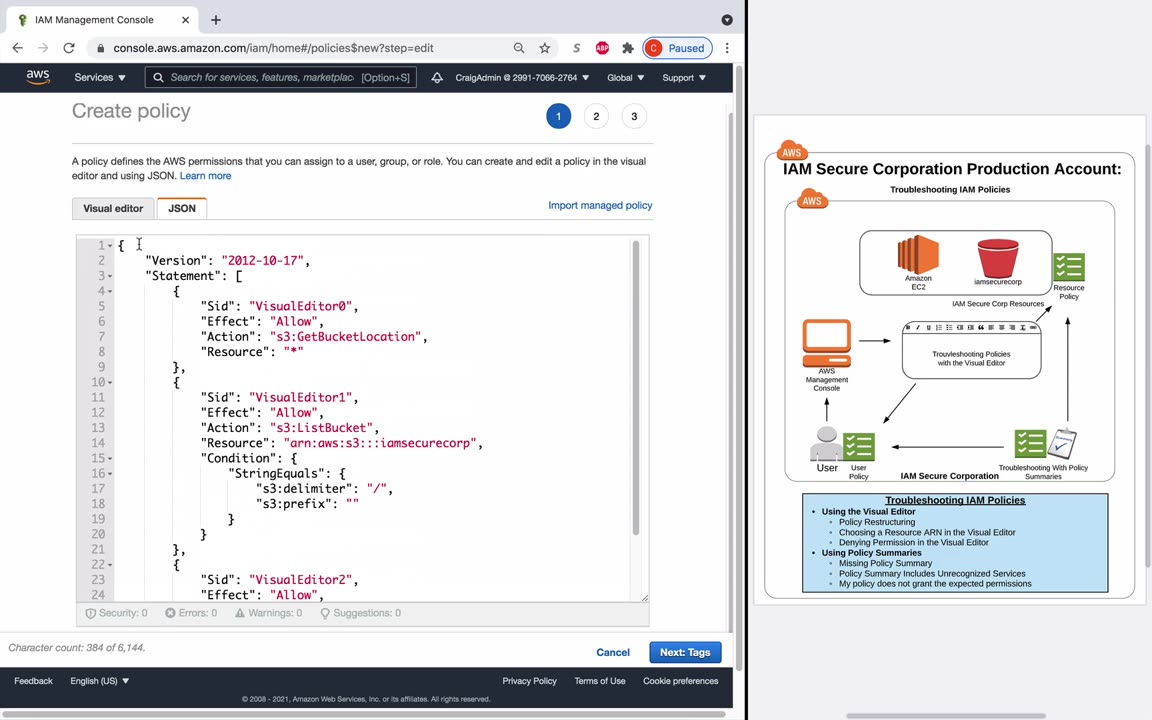 IAM Management Console
console.aws.amazon.com/iam/home#/policies$new?step=edit
S
ABP
C
Paused
aws
Services
Search for services, features, marketplac
[Option+S]
CraigAdmin @ 2991-7066-2764
Global
Support
Create policy
1
2
3
A policy defines the AWS permissions that you can assign to a user, group, or role. You can create and edit a policy in the visual
editor and using JSON. Learn more
Visual editor
JSON
Import managed policy
1 {
2 "Version": "2012-10-17",
3 "Statement": [
4 {
5 "Sid": "VisualEditor0",
6 "Effect": "Allow",
7 "Action": "s3:GetBucketLocation",
8 "Resource": "*"
9 },
10 {
11 "Sid": "VisualEditor1",
12 "Effect": "Allow",
13 "Action": "s3:ListBucket",
14 "Resource": "arn:aws:s3:::iamsecurecorp",
15 "Condition": {
16 "StringEquals": {
17 "s3:delimiter": "/",
18 "s3:prefix": ""
19 }
20 }
21 },
22 {
23 "Sid": "VisualEditor2",
24 "Effect": "Allow",
Security: 0
Errors: 0
Warnings: 0
Suggestions: 0
Character count: 384 of 6,144.
Cancel
Next: Tags
Feedback
English (US)
Privacy Policy
Terms of Use
Cookie preferences
© 2008 - 2021, Amazon Web Services, Inc. or its affiliates. All rights reserved.
AWS
IAM Secure Corporation Production Account:
Troubleshooting IAM Policies
AWS
Amazon
EC2
iamsecurecorp
Resource
Policy
IAM Secure Corp Resources
Trouvleshooting Policies
with the Visual Editor
AWS
Management
Console
User
User
Policy
IAM Secure Corporation
Troubleshooting With Policy
Summaries
Troubleshooting IAM Policies
• Using the Visual Editor
◦ Policy Restructuring
◦ Choosing a Resource ARN in the Visual Editor
◦ Denying Permission in the Visual Editor
• Using Policy Summaries
◦ Missing Policy Summary
◦ Policy Summary Includes Unrecognized Services
◦ My policy does not grant the expected permissions